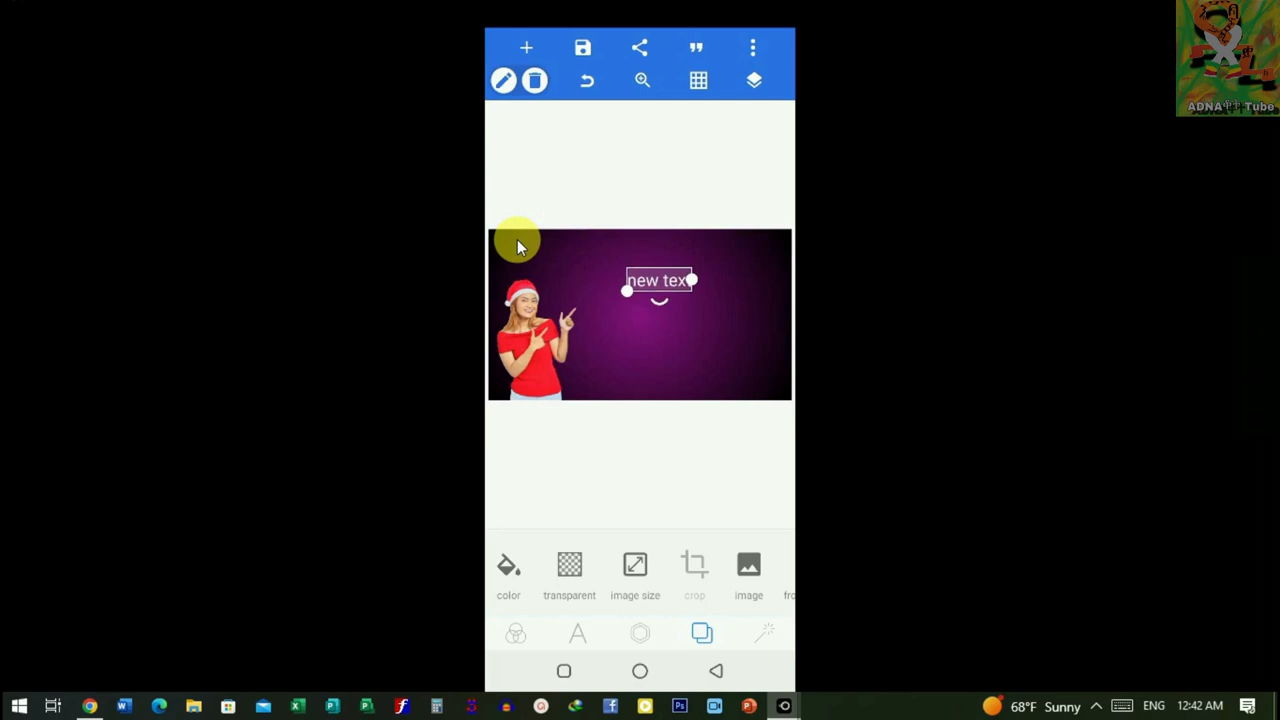 ADNA Tube
new tex
color
transparent
image size
crop
image
fro
68°F Sunny
ENG
12:42 AM